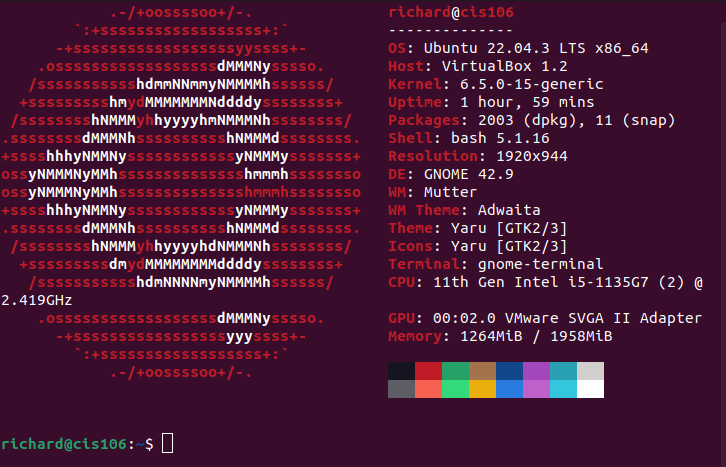 .-/+oossssoo+/-.               richard@cis106
        `:+ssssssssssssssssss+:`           --------------
      -+ssssssssssssssssssyyssss+-         OS: Ubuntu 22.04.3 LTS x86_64
    .ossssssssssssssssssdMMMNysssso.       Host: VirtualBox 1.2
   /ssssssssssshdmmNNmmyNMMMMhssssss/      Kernel: 6.5.0-15-generic
  +ssssssssshmydMMMMMMMNddddyssssssss+     Uptime: 1 hour, 59 mins
 /sssssssshNMMMyhhyyyyhmNMMMNhssssssss/    Packages: 2003 (dpkg), 11 (snap)
.ssssssssdMMMNhsssssssssshNMMMdssssssss.   Shell: bash 5.1.16
+sssshhhyNMMNyssssssssssssyNMMMysssssss+   Resolution: 1920x944
ossyNMMMNyMMhsssssssssssssshmmmhssssssso   DE: GNOME 42.9
ossyNMMMNyMMhsssssssssssssshmmmhssssssso   WM: Mutter
+sssshhhyNMMNyssssssssssssyNMMMysssssss+   WM Theme: Adwaita
.ssssssssdMMMNhsssssssssshNMMMdssssssss.   Theme: Yaru [GTK2/3]
 /sssssssshNMMMyhhyyyyhdNMMMNhssssssss/    Icons: Yaru [GTK2/3]
  +sssssssssdmydMMMMMMMMddddyssssssss+     Terminal: gnome-terminal
   /ssssssssssshdmNNNNmyNMMMMhssssss/      CPU: 11th Gen Intel i5-1135G7 (2) @
2.419GHz
    .ossssssssssssssssssdMMMNysssso.       GPU: 00:02.0 VMware SVGA II Adapter
      -+sssssssssssssssssyyyssss+-         Memory: 1264MiB / 1958MiB
        `:+ssssssssssssssssss+:`
            .-/+oossssoo+/-.
richard@cis106:~$